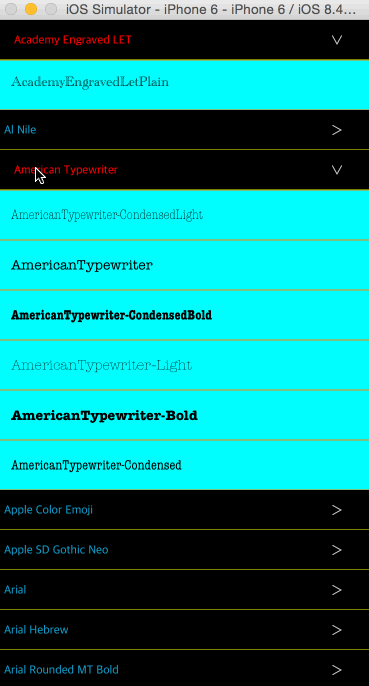 iOS Simulator - iPhone 6 - iPhone 6 / iOS 8.4...
Academy Engraved LET
AcademyEngravedLetPlain
Al Nile
American Typewriter
AmericanTypewriter-CondensedLight
AmericanTypewriter
AmericanTypewriter-CondensedBold
AmericanTypewriter-Light
AmericanTypewriter-Bold
AmericanTypewriter-Condensed
Apple Color Emoji
Apple SD Gothic Neo
Arial
Arial Hebrew
Arial Rounded MT Bold